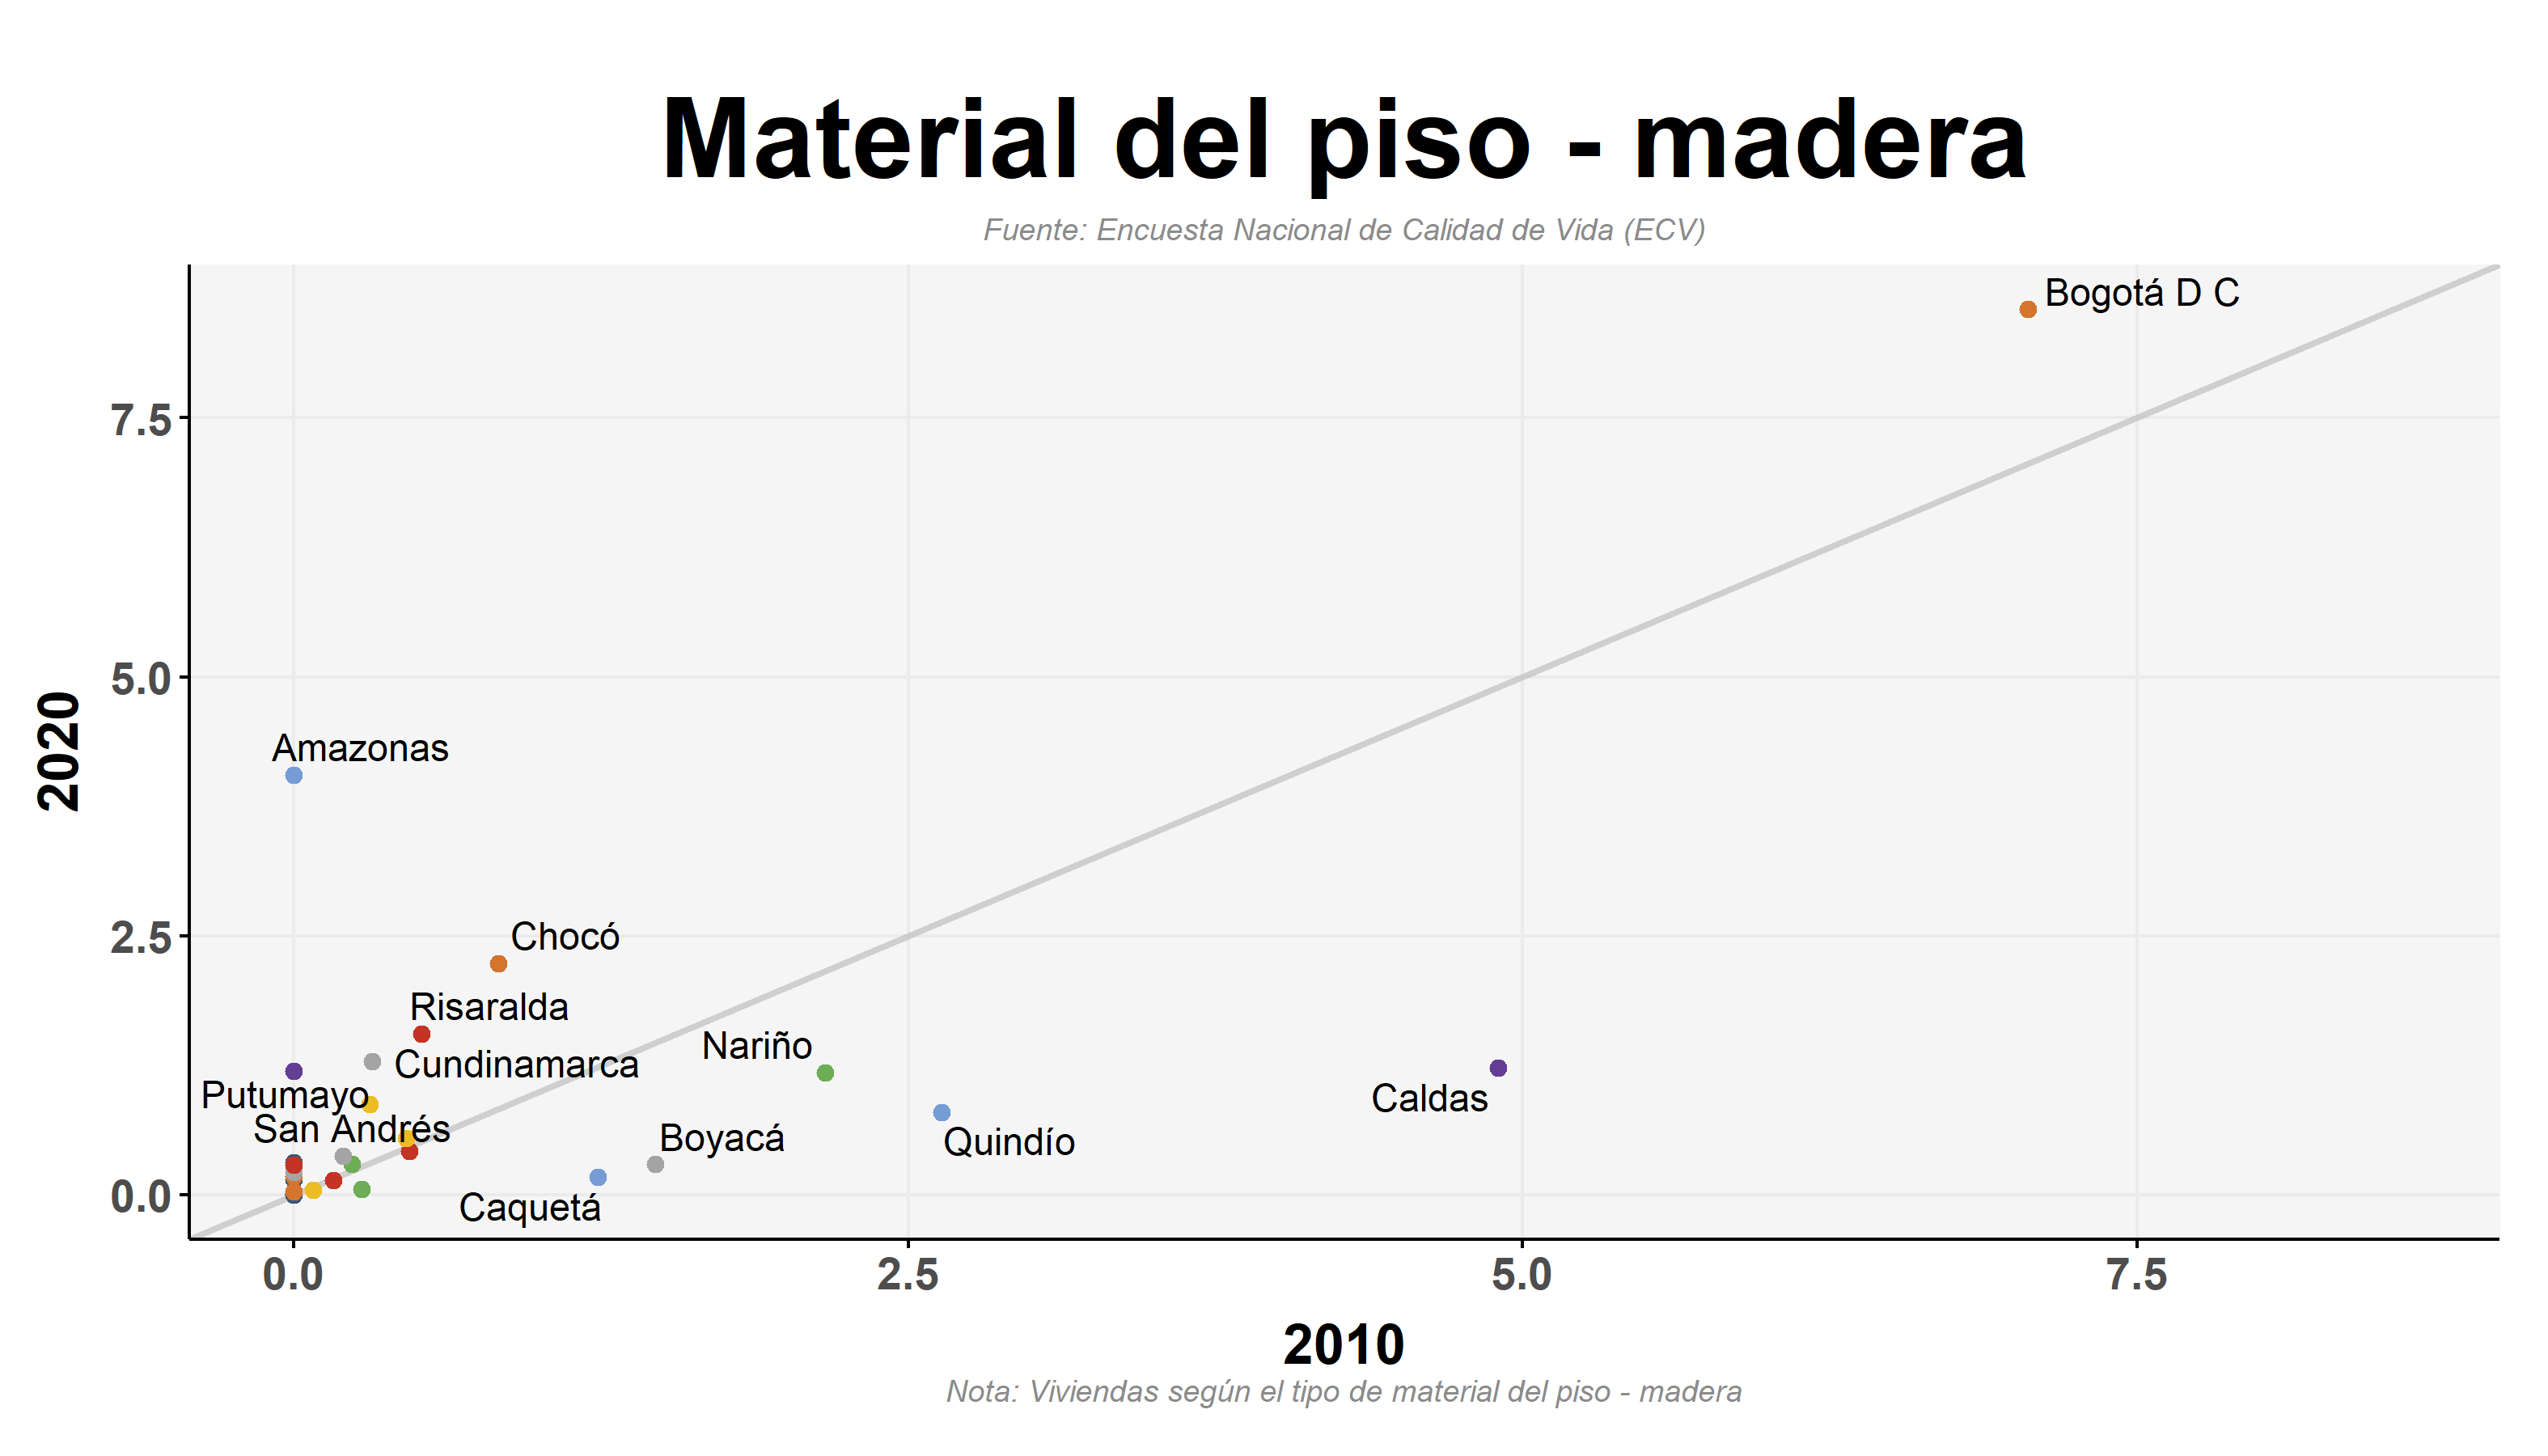 Material del piso - madera
Fuente: Encuesta Nacional de Calidad de Vida (ECV)
Bogotá D C
7.5
5.0
2020
Amazonas
2.5
Chocó
Risaralda
Nariño
Cundinamarca
Putumayo
Caldas
San Andrés
Boyacá
Quindío
0.0
Caquetá
0.0
2.5
5.0
7.5
2010
Nota: Viviendas según el tipo de material del piso - madera